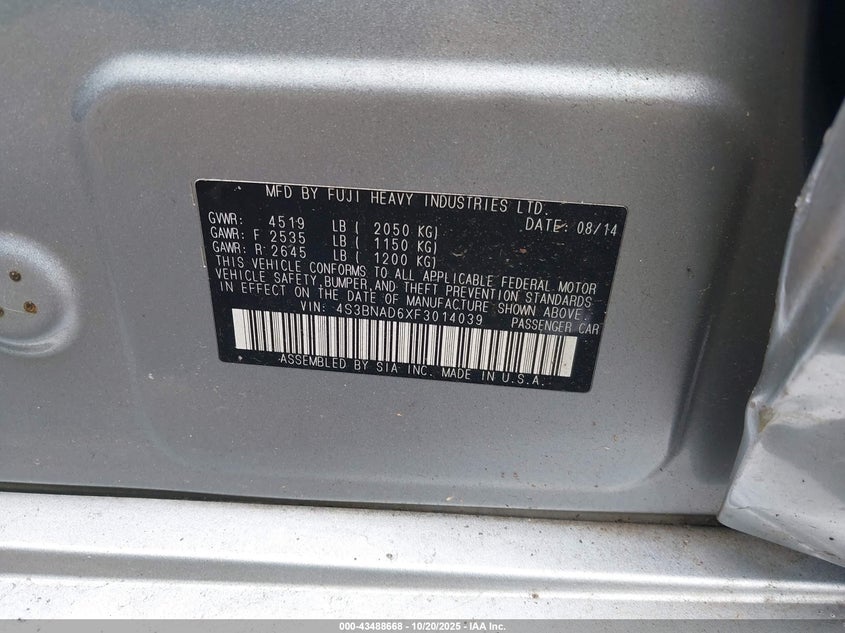 MFD BY FUJI HEAVY INDUSTRIES LTD.
GVWR: 4519 LB ( 2050 KG) DATE: 08/14
GAWR: F 2535 LB ( 1150 KG)
GAWR: R 2645 LB ( 1200 KG)
THIS VEHICLE CONFORMS TO ALL APPLICABLE FEDERAL MOTOR
VEHICLE SAFETY, BUMPER, AND THEFT PREVENTION STANDARDS
IN EFFECT ON THE DATE OF MANUFACTURE SHOWN ABOVE.
VIN: 4S3BNAD6XF3014039 PASSENGER CAR
ASSEMBLED BY SIA INC. MADE IN U.S.A.
000-43488668 - 10/20/2025 - IAA Inc.